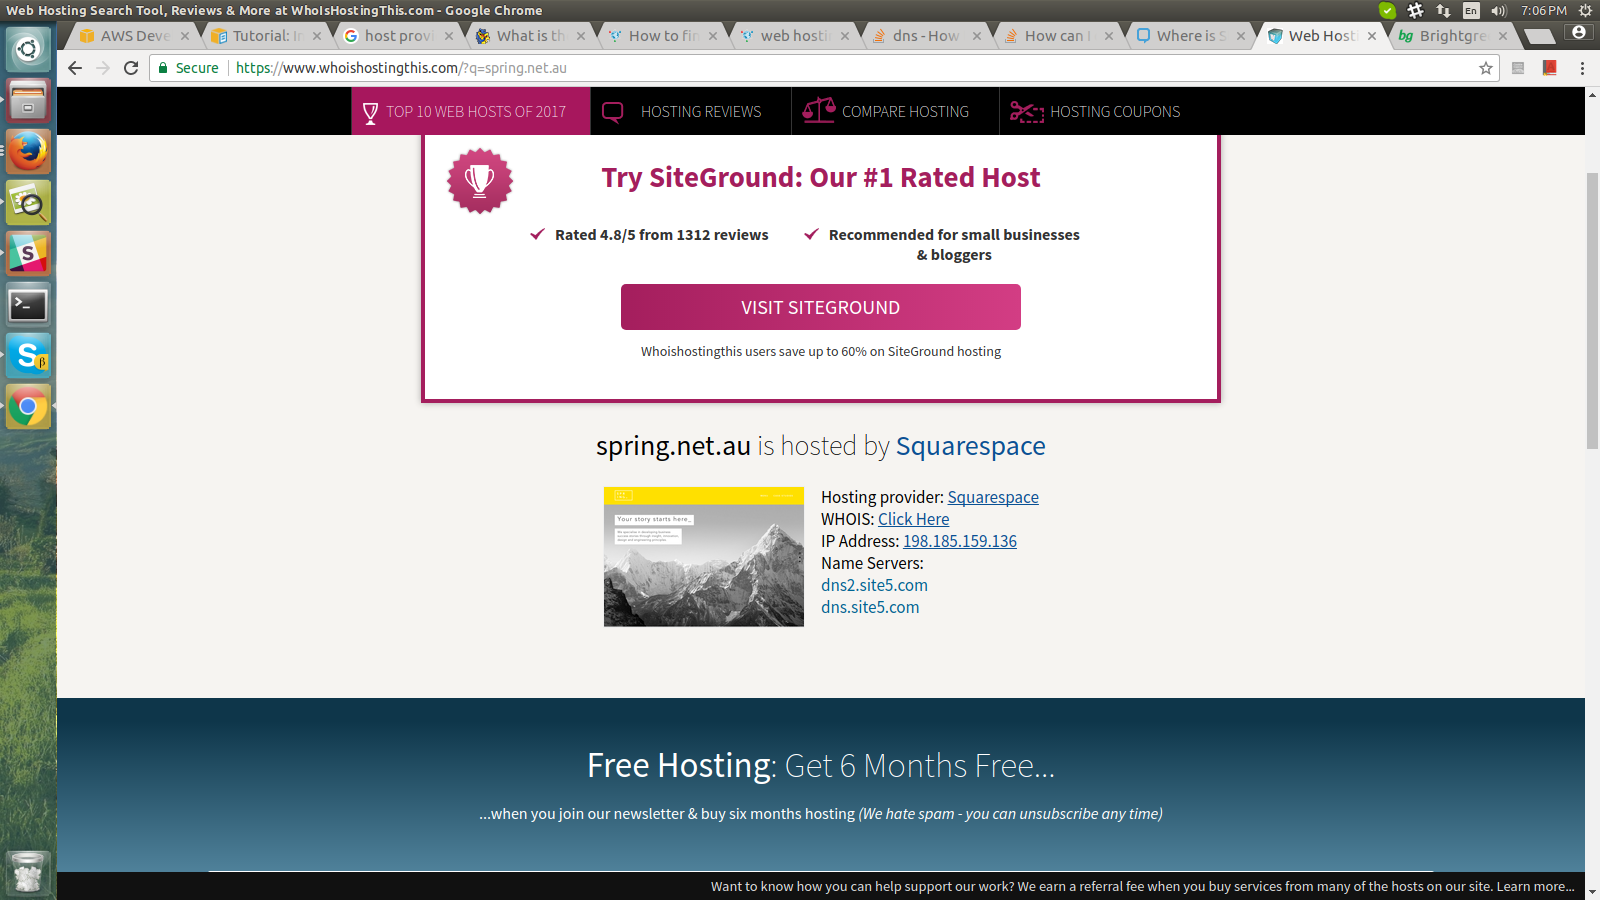 Web Hosting Search Tool, Reviews & More at WhoIsHostingThis.com - Google Chrome
En
7:06 PM
AWS Deve
Tutorial: I
host provi
What is th
How to fin
web hosti
dns - How
How can I
Where is S
Web Host
bg Brightgre
Secure
https://www.whoishostingthis.com/?q=spring.net.au
TOP 10 WEB HOSTS OF 2017
HOSTING REVIEWS
COMPARE HOSTING
HOSTING COUPONS
Try SiteGround: Our #1 Rated Host
Rated 4.8/5 from 1312 reviews
Recommended for small businesses
& bloggers
VISIT SITEGROUND
Whoishostingthis users save up to 60% on SiteGround hosting
spring.net.au is hosted by Squarespace
Your story starts here_
Hosting provider: Squarespace
WHOIS: Click Here
IP Address: 198.185.159.136
Name Servers:
dns2.site5.com
dns.site5.com
Free Hosting: Get 6 Months Free...
...when you join our newsletter & buy six months hosting (We hate spam - you can unsubscribe any time)
Want to know how you can help support our work? We earn a referral fee when you buy services from many of the hosts on our site. Learn more...